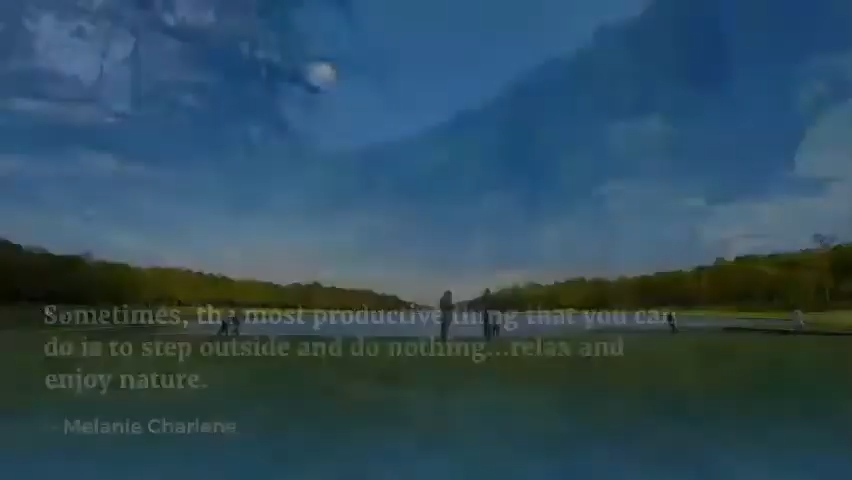 Sometimes, the most productive thing that you can
do is to step outside and do nothing...relax and
enjoy nature.
- Melanie Charlene